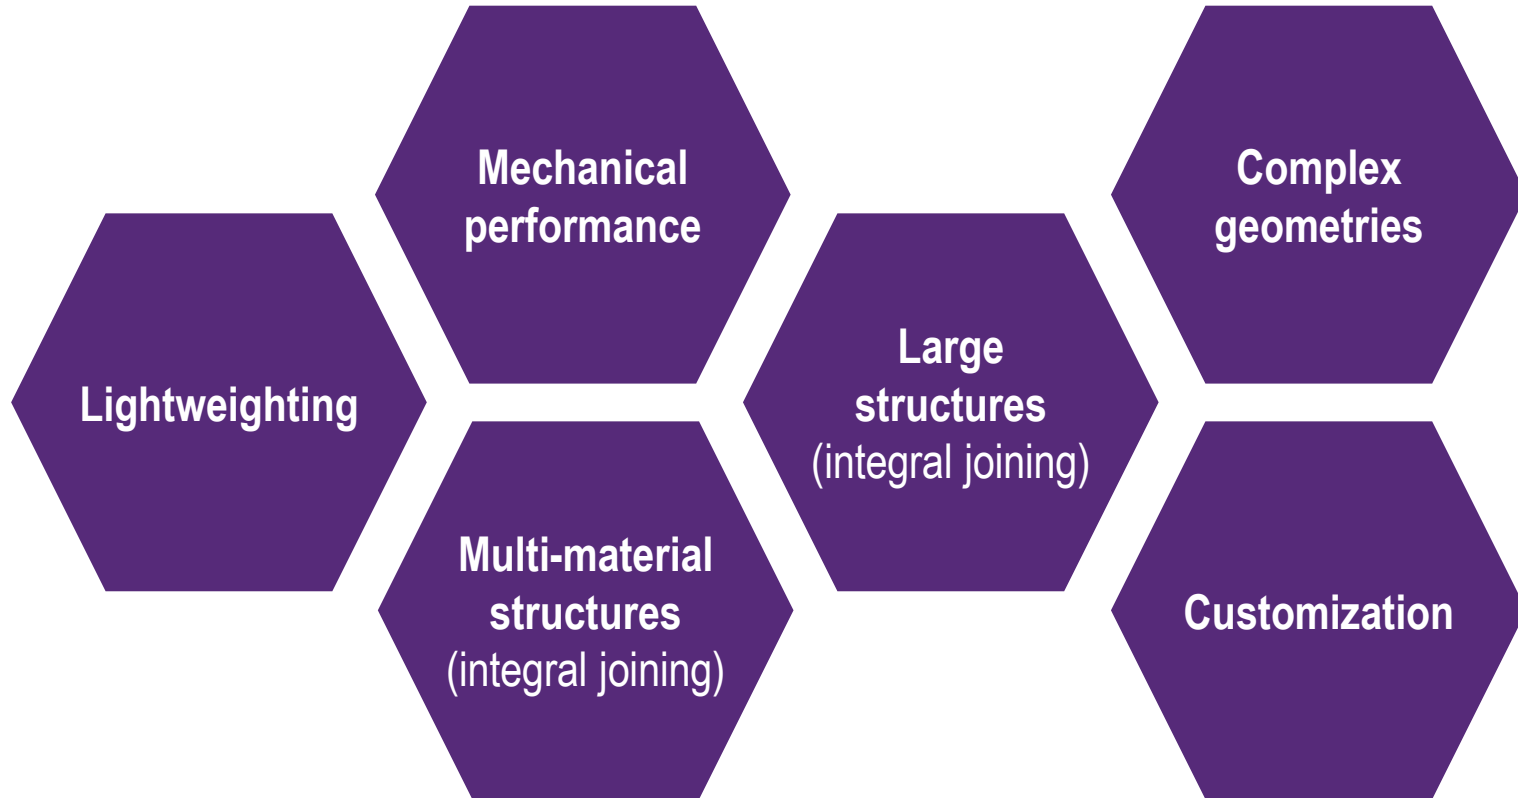 Mechanical
performance
Complex
geometries
Lightweighting
Large
structures
(integral joining)
Multi-material
structures
(integral joining)
Customization